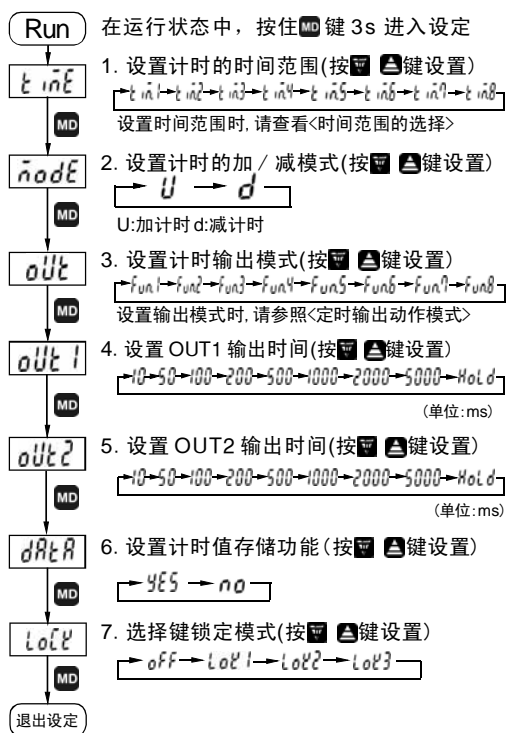 Run
在运行状态中，按住MD键 3s 进入设定
t inE
1. 设置计时的时间范围(按键设置)
t in1 t in2 t in3 t in4 t in5 t in6 t in7 t in8
设置时间范围时, 请查看<时间范围的选择>
MD
nodE
2. 设置计时的加 / 减模式(按键设置)
U d
U:加计时 d:减计时
MD
oUt
3. 设置计时输出模式(按键设置)
Fun1 Fun2 Fun3 Fun4 Fun5 Fun6 Fun7 Fun8
设置输出模式时, 请参照<定时输出动作模式>
MD
oUt 1
4. 设置 OUT1 输出时间(按键设置)
10 50 100 200 500 1000 2000 5000 HoLd
(单位:ms)
MD
oUt2
5. 设置 OUT2 输出时间(按键设置)
10 50 100 200 500 1000 2000 5000 HoLd
(单位:ms)
MD
dAtA
6. 设置计时值存储功能(按键设置)
YES no
MD
LoCK
7. 选择键锁定模式(按键设置)
oFF LoK1 LoK2 LoK3
MD
退出设定